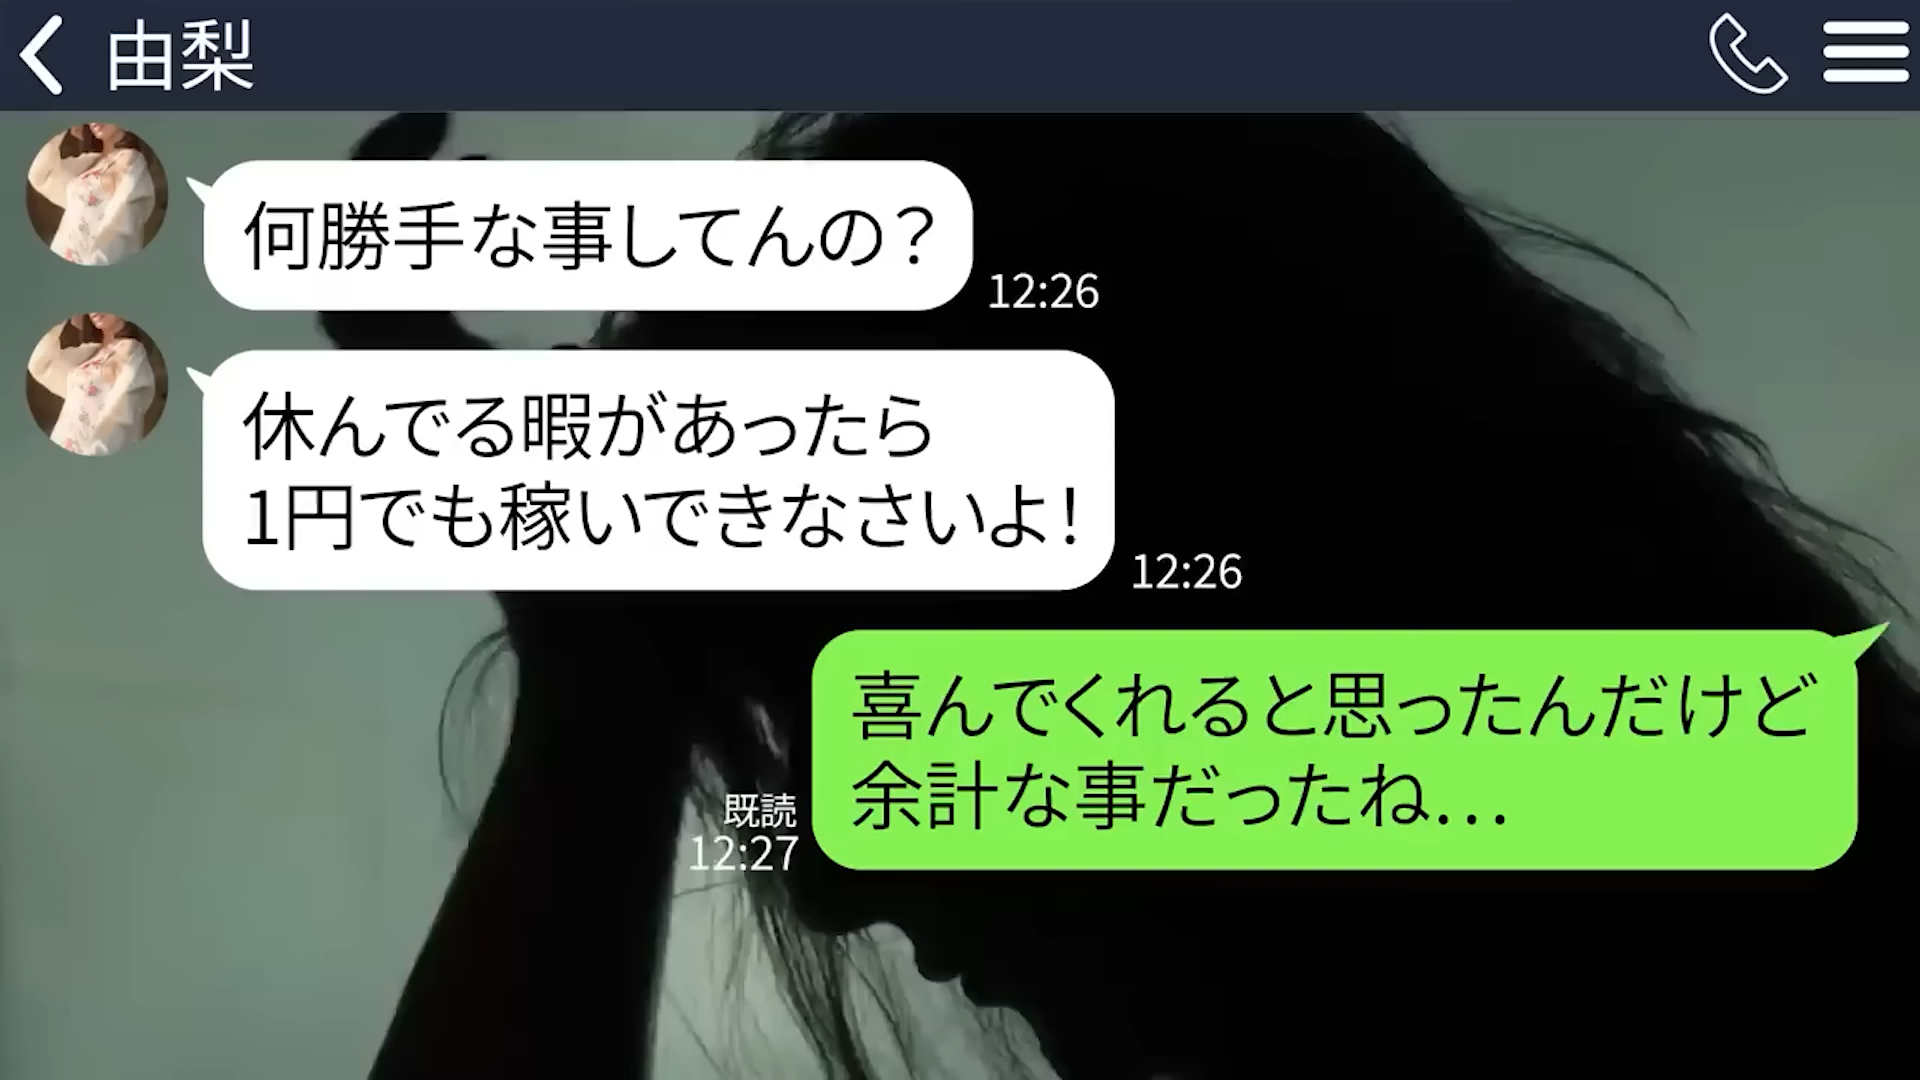 由梨
何勝手な事してんの？
12:26
休んでる暇があったら
1円でも稼いできなさいよ！
12:26
喜んでくれると思ったんだけど
余計な事だったね…
既読
12:27